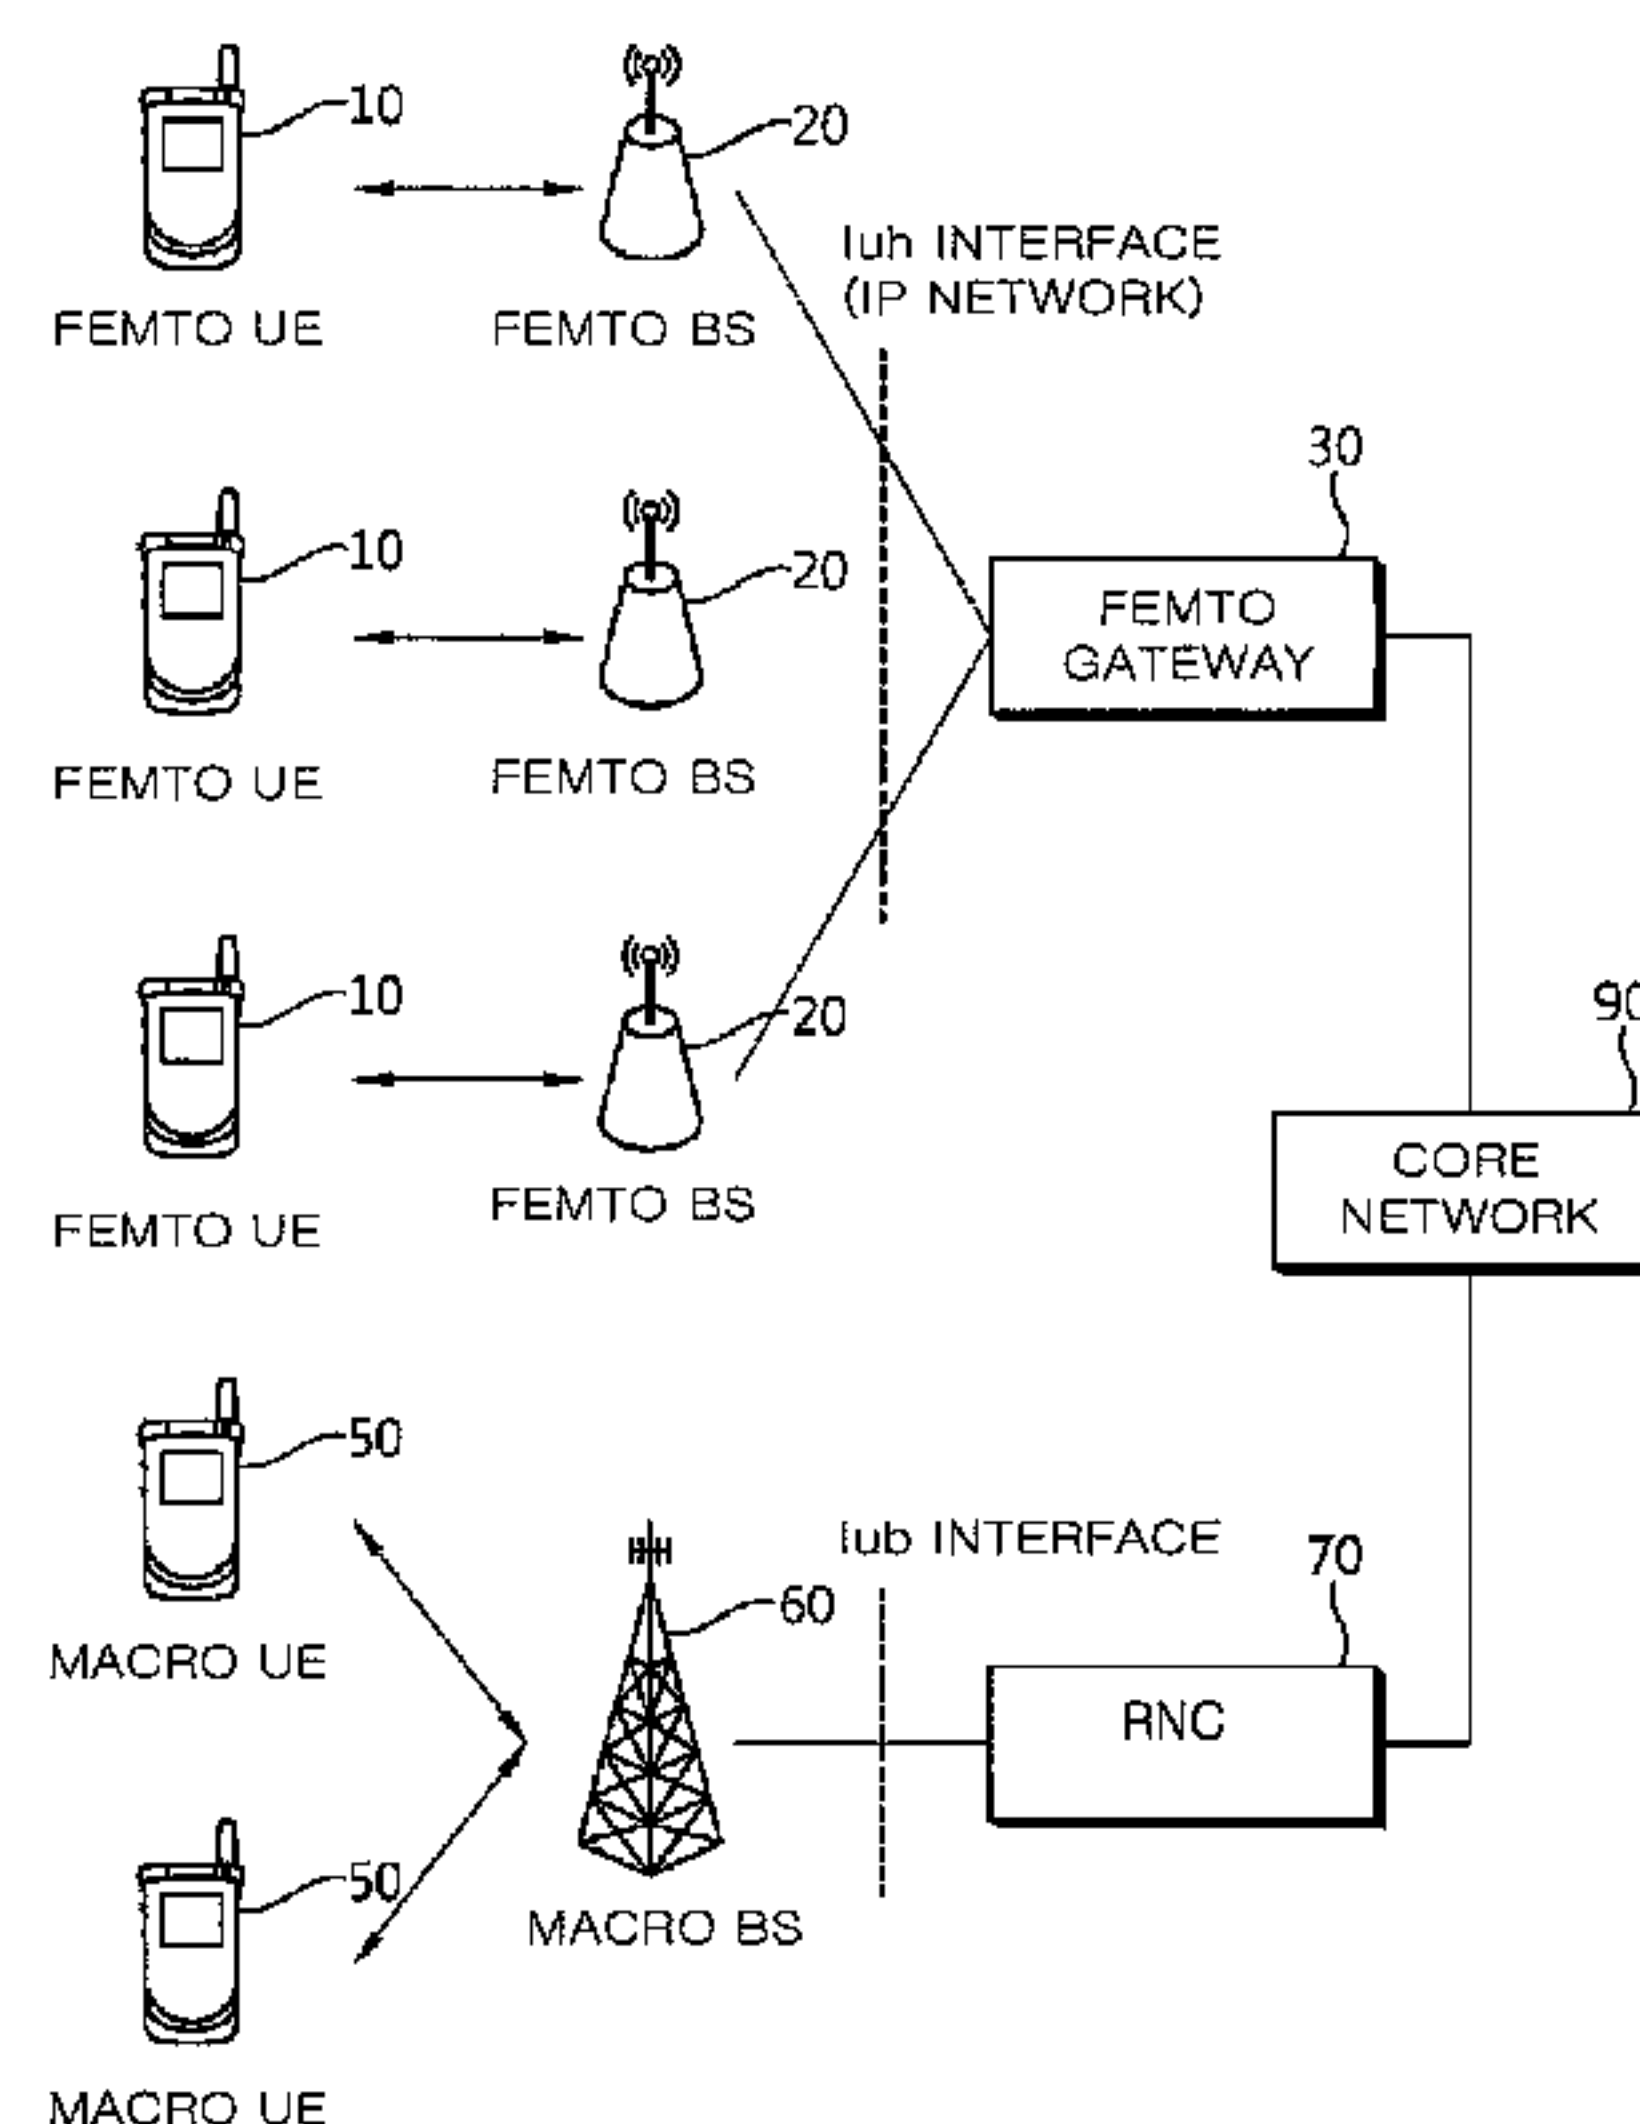 10
20
Iuh INTERFACE
(IP NETWORK)
FEMTO UE
FEMTO BS
30
10
20
FEMTO
GATEWAY
FEMTO UE
FEMTO BS
10
20
90
CORE
NETWORK
FEMTO UE
FEMTO BS
50
Iub INTERFACE
70
60
MACRO UE
RNC
50
MACRO BS
MACRO UE